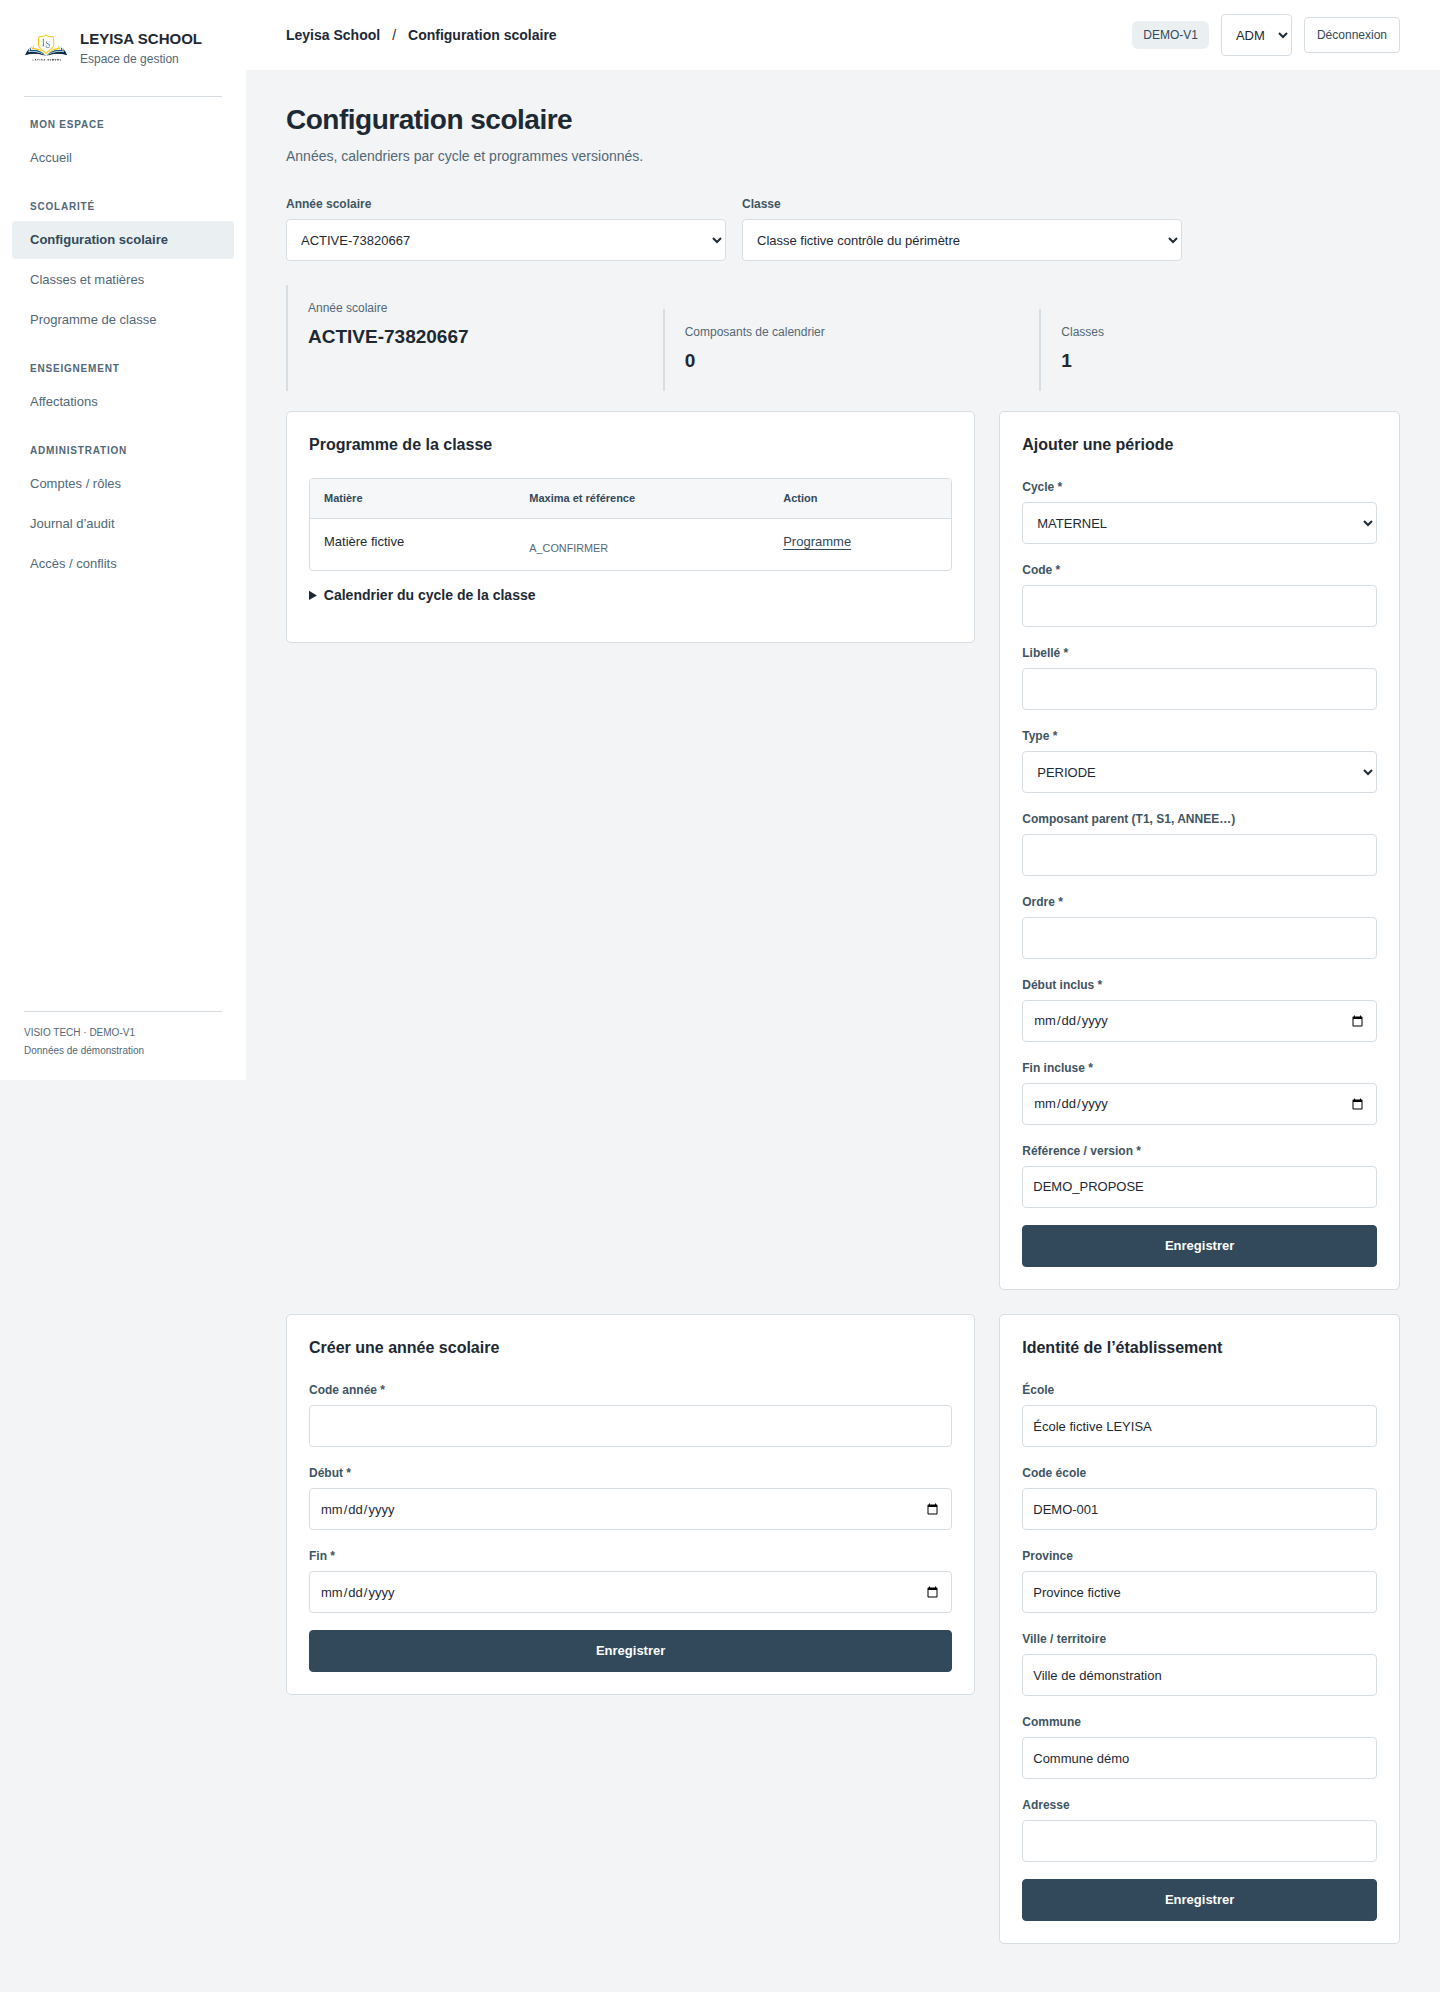 LEYISA SCHOOL
Espace de gestion
MON ESPACE
Accueil
SCOLARITÉ
Configuration scolaire
Classes et matières
Programme de classe
ENSEIGNEMENT
Affectations
ADMINISTRATION
Comptes / rôles
Journal d’audit
Accès / conflits
VISIO TECH · DEMO-V1
Données de démonstration
Leyisa School / Configuration scolaire
DEMO-V1
ADM
Déconnexion
Configuration scolaire
Années, calendriers par cycle et programmes versionnés.
Année scolaire
ACTIVE-73820667
Classe
Classe fictive contrôle du périmètre
Année scolaire
ACTIVE-73820667
Composants de calendrier
0
Classes
1
Programme de la classe
Matière Maxima et référence Action
Matière fictive A_CONFIRMER Programme
Calendrier du cycle de la classe
Ajouter une période
Cycle *
MATERNEL
Code *
Libellé *
Type *
PERIODE
Composant parent (T1, S1, ANNEE…)
Ordre *
Début inclus *
mm/dd/yyyy
Fin incluse *
mm/dd/yyyy
Référence / version *
DEMO_PROPOSE
Enregistrer
Créer une année scolaire
Code année *
Début *
mm/dd/yyyy
Fin *
mm/dd/yyyy
Enregistrer
Identité de l’établissement
École
École fictive LEYISA
Code école
DEMO-001
Province
Province fictive
Ville / territoire
Ville de démonstration
Commune
Commune démo
Adresse
Enregistrer